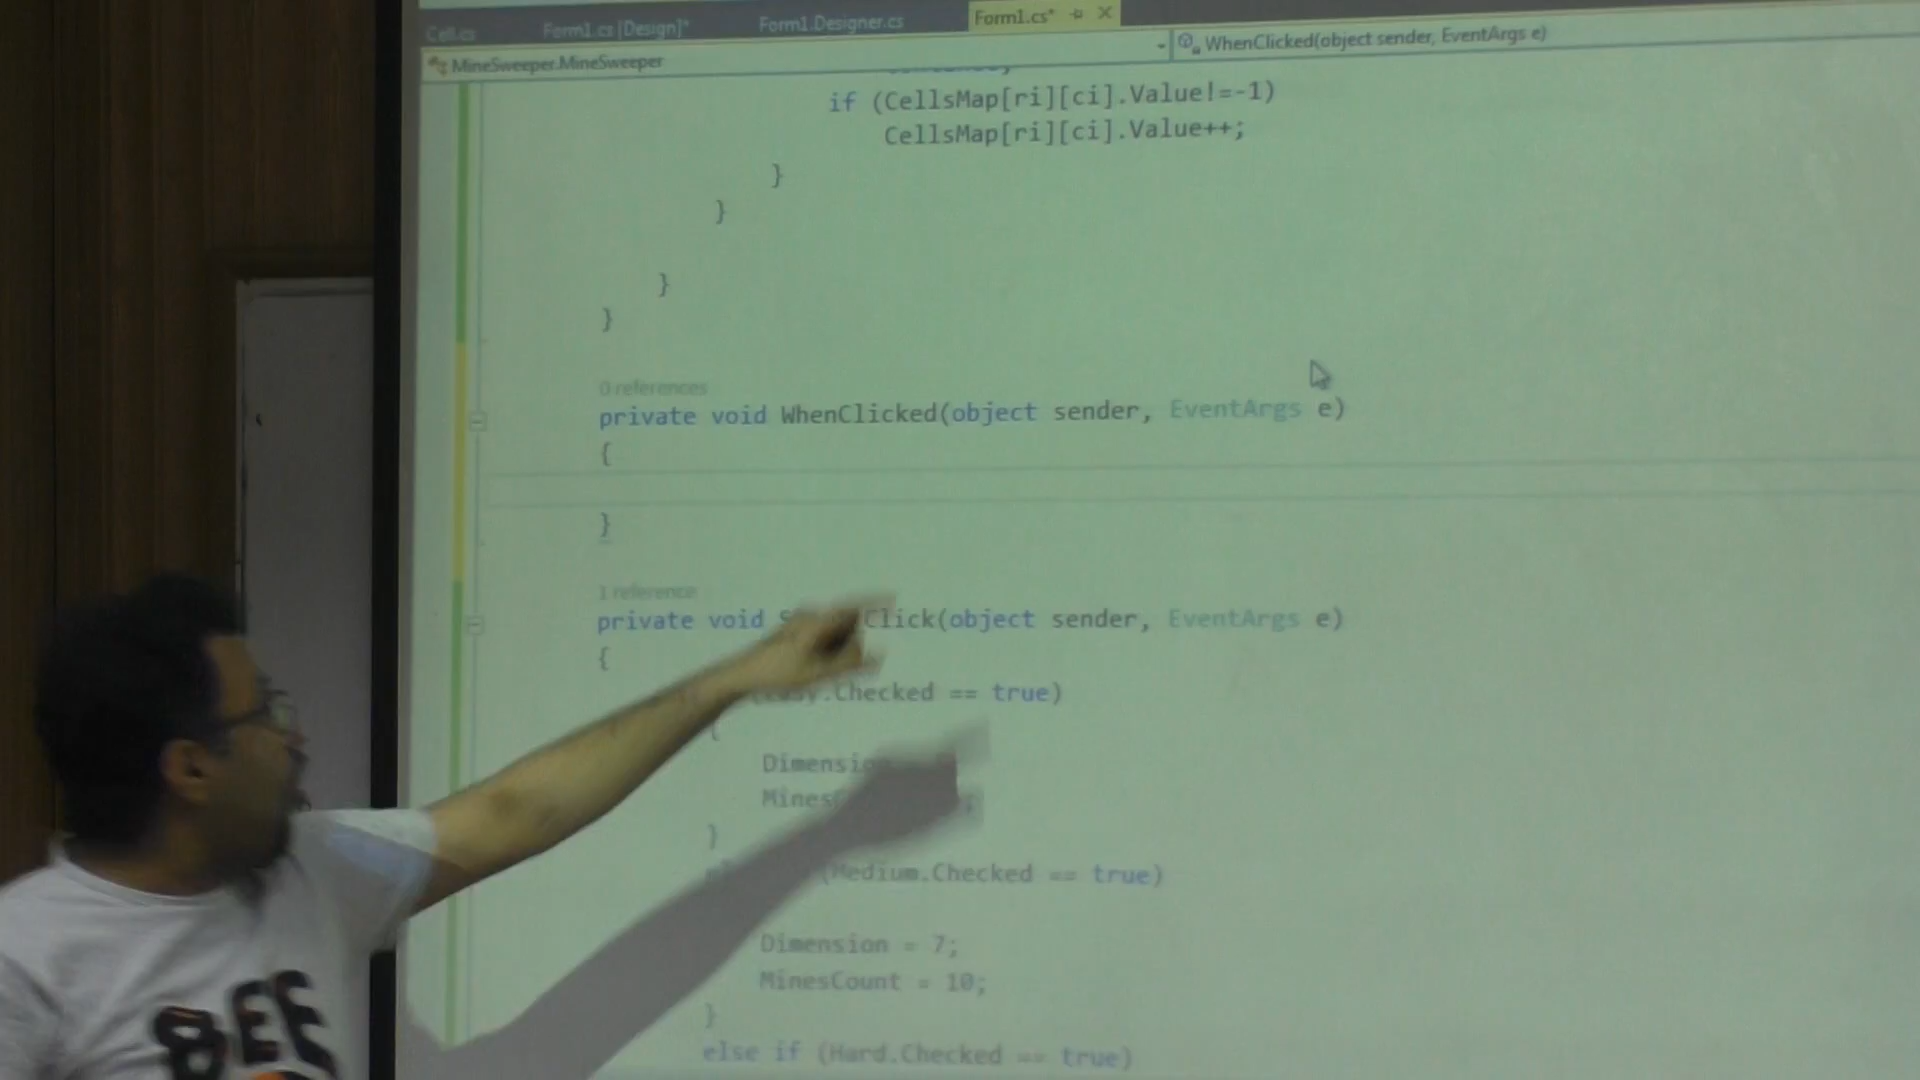 Cell.cs Form1.cs [Design]* Form1.Designer.cs Form1.cs*
MineSweeper.MineSweeper WhenClicked(object sender, EventArgs e)
if (CellsMap[ri][ci].Value!=-1)
CellsMap[ri][ci].Value++;
}
}
}
}
0 references
private void WhenClicked(object sender, EventArgs e)
{
}
1 reference
private void Click(object sender, EventArgs e)
{
.Checked == true)
{
Dimension
}
(Medium.Checked == true)
Dimension = 7;
MinesCount = 10;
}
else if (Hard.Checked == true)
BEE